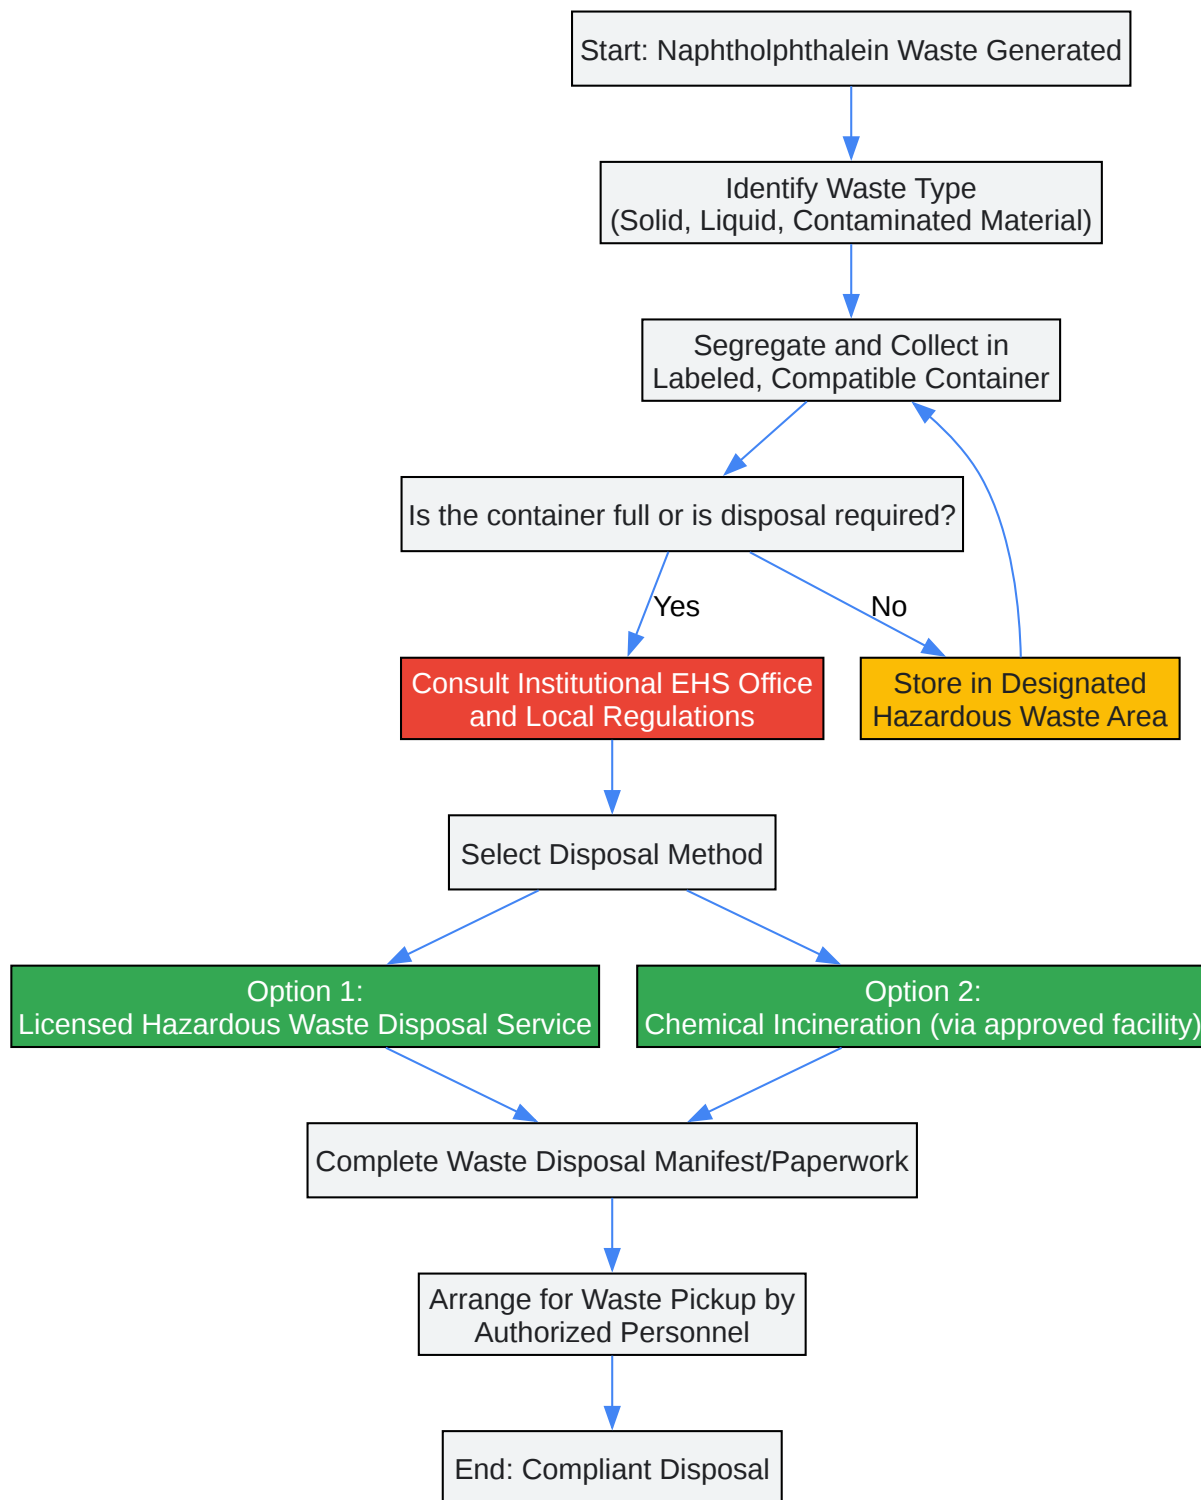 Start: Naphtholphthalein Waste Generated
Identify Waste Type
(Solid, Liquid, Contaminated Material)
Segregate and Collect in
Labeled, Compatible Container
Is the container full or is disposal required?
Yes
No
Consult Institutional EHS Office
and Local Regulations
Store in Designated
Hazardous Waste Area
Select Disposal Method
Option 1:
Licensed Hazardous Waste Disposal Service
Option 2:
Chemical Incineration (via approved facility)
Complete Waste Disposal Manifest/Paperwork
Arrange for Waste Pickup by
Authorized Personnel
End: Compliant Disposal